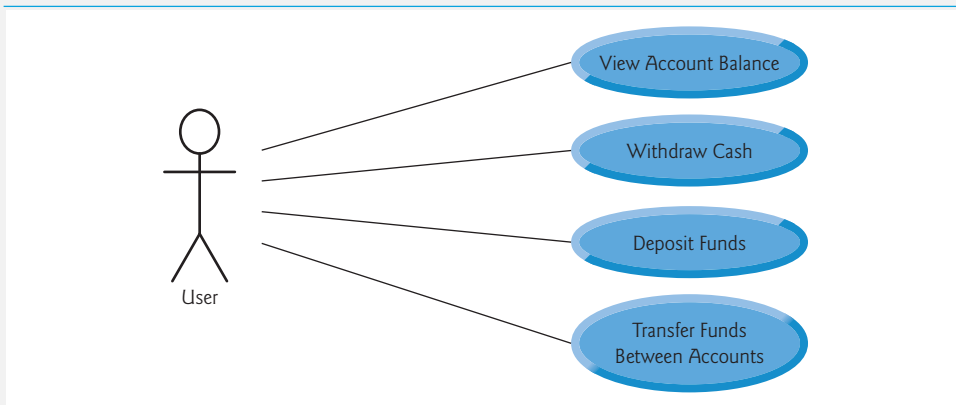 View Account Balance
Withdraw Cash
Deposit Funds
Transfer Funds
Between Accounts
User